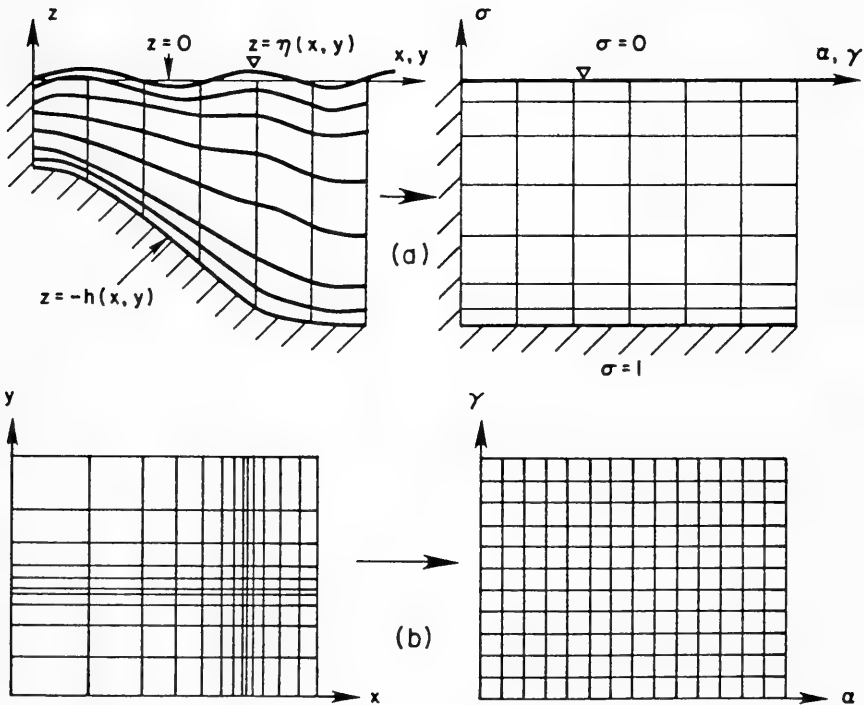 z
z=0
z=η(x, y)
x, y
z=-h(x, y)
(a)
σ
σ=0
α, γ
σ=1
y
x
(b)
γ
α